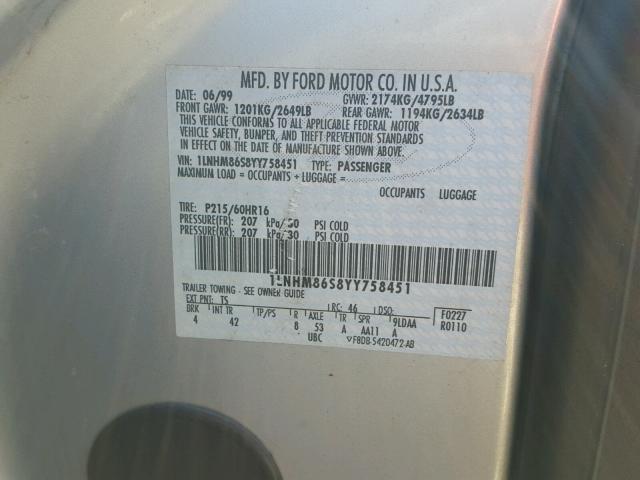 MFD. BY FORD MOTOR CO. IN U.S.A.
DATE: 06/99 GVWR: 2174KG/4795LB
FRONT GAWR: 1201KG/2649LB REAR GAWR: 1194KG/2634LB
THIS VEHICLE CONFORMS TO ALL APPLICABLE FEDERAL MOTOR
VEHICLE SAFETY, BUMPER, AND THEFT PREVENTION STANDARDS
IN EFFECT ON THE DATE OF MANUFACTURE SHOWN ABOVE.
VIN: 1LNHM86S8YY758451 TYPE: PASSENGER
MAXIMUM LOAD = OCCUPANTS + LUGGAGE =
OCCUPANTS LUGGAGE
TIRE: P215/60HR16
PRESSURE(FR): 207 kPa/30 PSI COLD
PRESSURE(RR): 207 kPa/30 PSI COLD
1LNHM86S8YY758451
TRAILER TOWING - SEE OWNER GUIDE
EXT PNT: TS RC: 46 DSO: F0227
BRK INT TR TP/PS R AXLE TR SPR 9LDAA R0110
4 42 8 53 A AA11 A
UBC VF8DB-5420472-AB